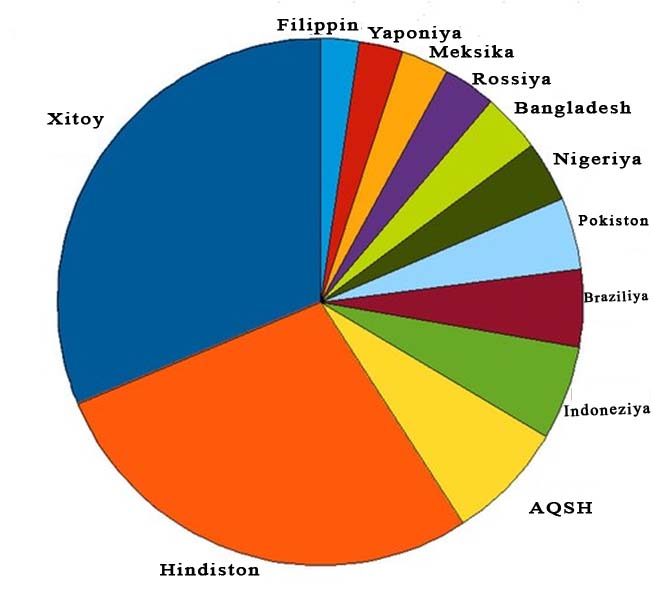 Filippin
Yaponiya
Meksika
Rossiya
Bangladesh
Nigeriya
Pokiston
Braziliya
Indoneziya
AQSH
Hindiston
Xitoy